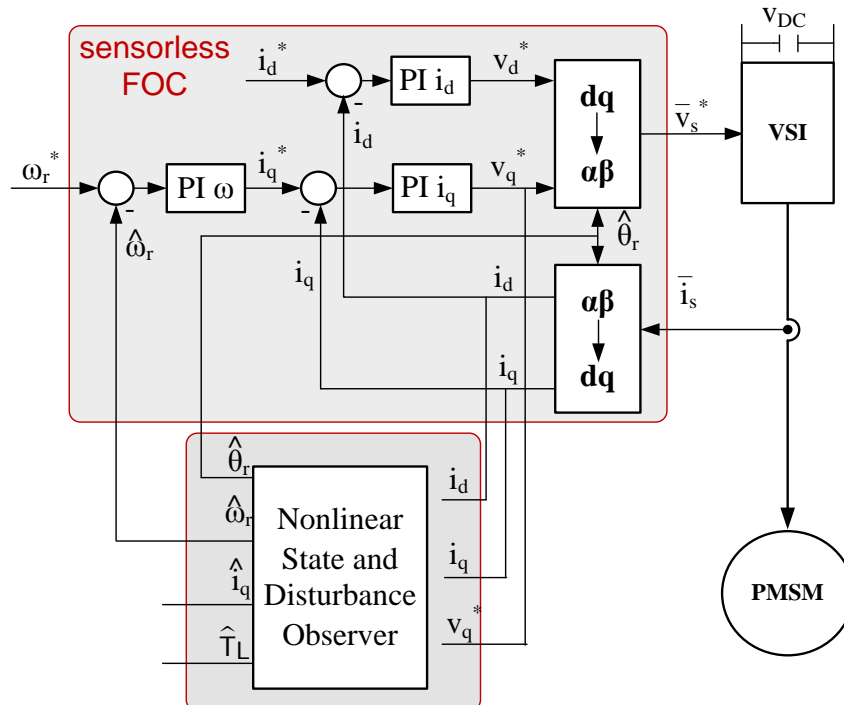 v_DC
sensorless
FOC
i_d^*
PI i_d
v_d^*
dq
αβ
v̅_s^*
VSI
i_d
ω_r^*
PI ω
i_q^*
PI i_q
v_q^*
-
-
-
ω̂_r
θ̂_r
i_q
i_d
αβ
dq
i̅_s
i_q
θ̂_r
ω̂_r
î_q
T̂_L
Nonlinear
State and
Disturbance
Observer
i_d
i_q
v_q^*
PMSM